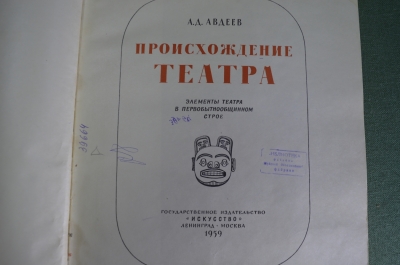 А. Д. АВДЕЕВ
ПРОИСХОЖДЕНИЕ
ТЕАТРА
ЭЛЕМЕНТЫ ТЕАТРА
В ПЕРВОБЫТНООБЩИННОМ
СТРОЕ
ГОСУДАРСТВЕННОЕ ИЗДАТЕЛЬСТВО
«ИСКУССТВО»
ЛЕНИНГРАД · МОСКВА
1959